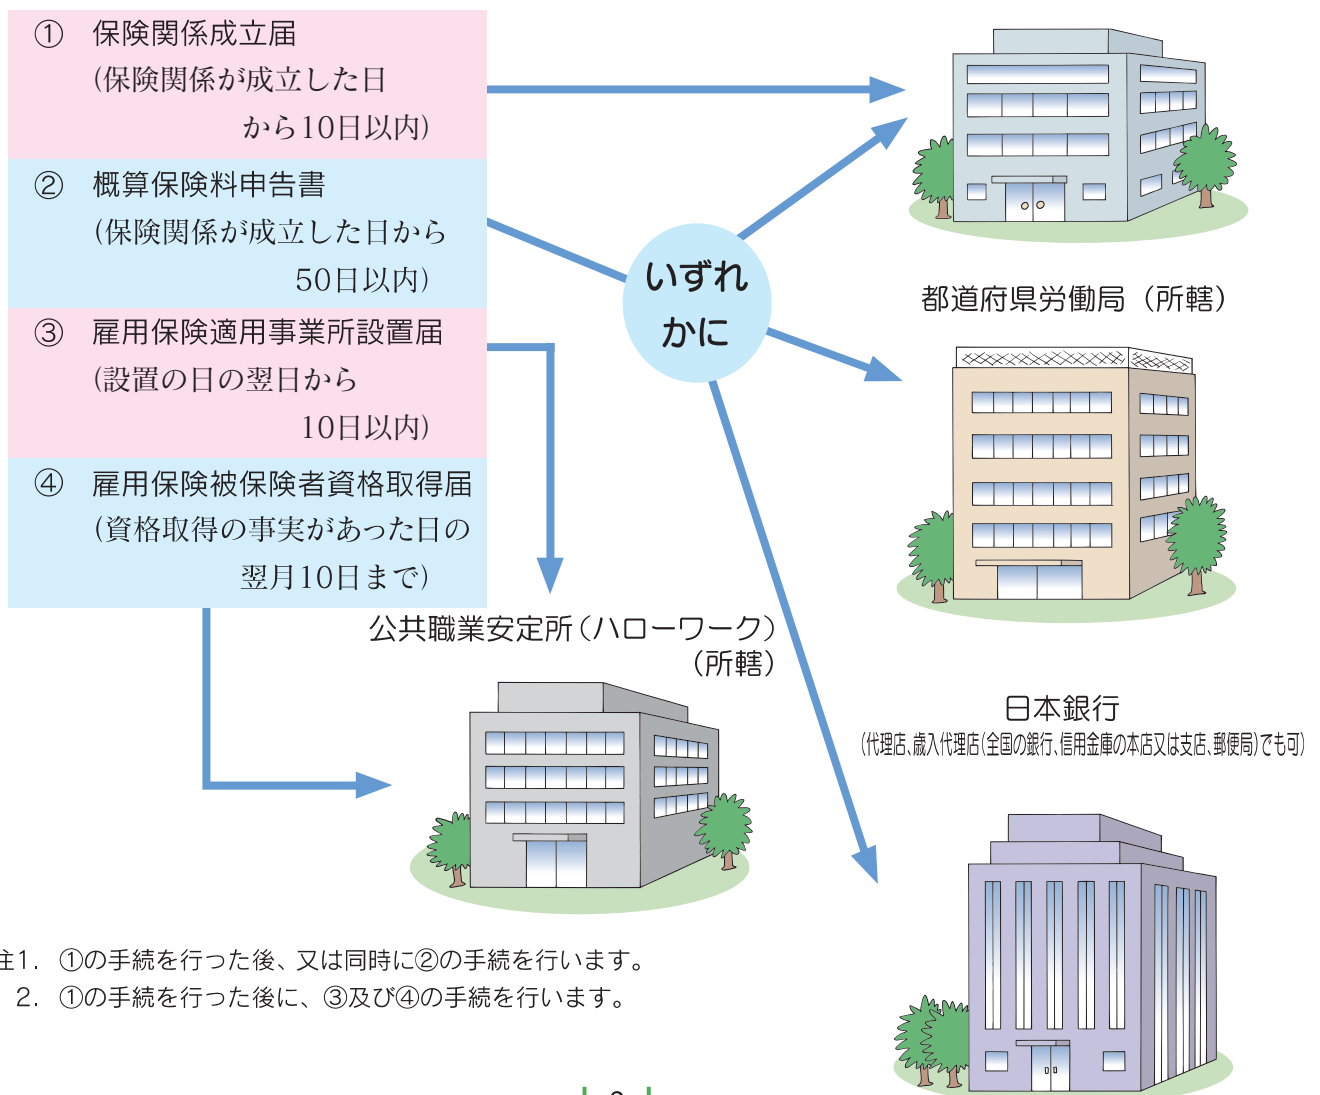 ① 保険関係成立届
(保険関係が成立した日
から10日以内)
② 概算保険料申告書
(保険関係が成立した日から
50日以内)
③ 雇用保険適用事業所設置届
(設置の日の翌日から
10日以内)
④ 雇用保険被保険者資格取得届
(資格取得の事実があった日の
翌月10日まで)
いずれ
かに
都道府県労働局（所轄）
公共職業安定所(ハローワーク)
(所轄)
日本銀行
(代理店、歳入代理店(全国の銀行、信用金庫の本店又は支店、郵便局)でも可)
注1. ①の手続を行った後、又は同時に②の手続を行います。
2. ①の手続を行った後に、③及び④の手続を行います。